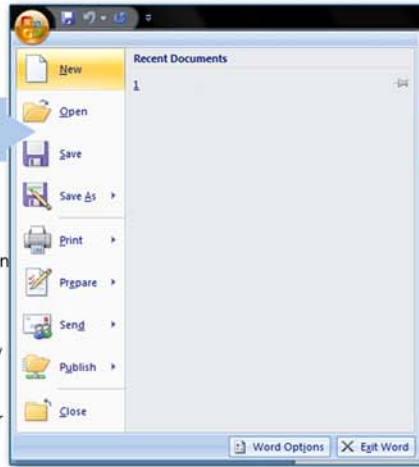 Recent Documents
1
New
Open
Save
Save As
Print
Prepare
Send
Publish
Close
Word Options
Exit Word